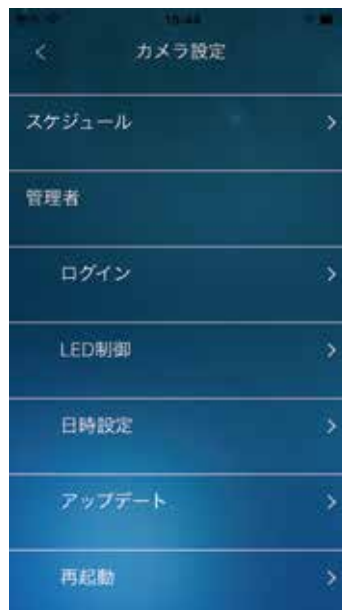 カメラ設定
スケジュール
管理者
ログイン
LED制御
日時設定
アップデート
再起動